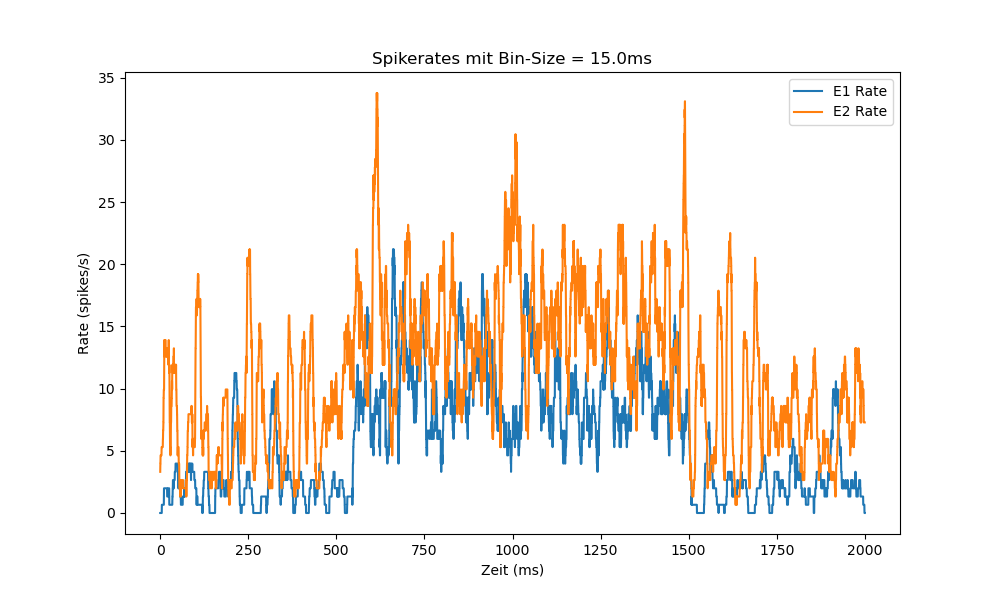 Spikerates mit Bin-Size = 15.0ms
E1 Rate
E2 Rate
Rate (spikes/s)
35
30
25
20
15
10
5
0
0 250 500 750 1000 1250 1500 1750 2000
Zeit (ms)